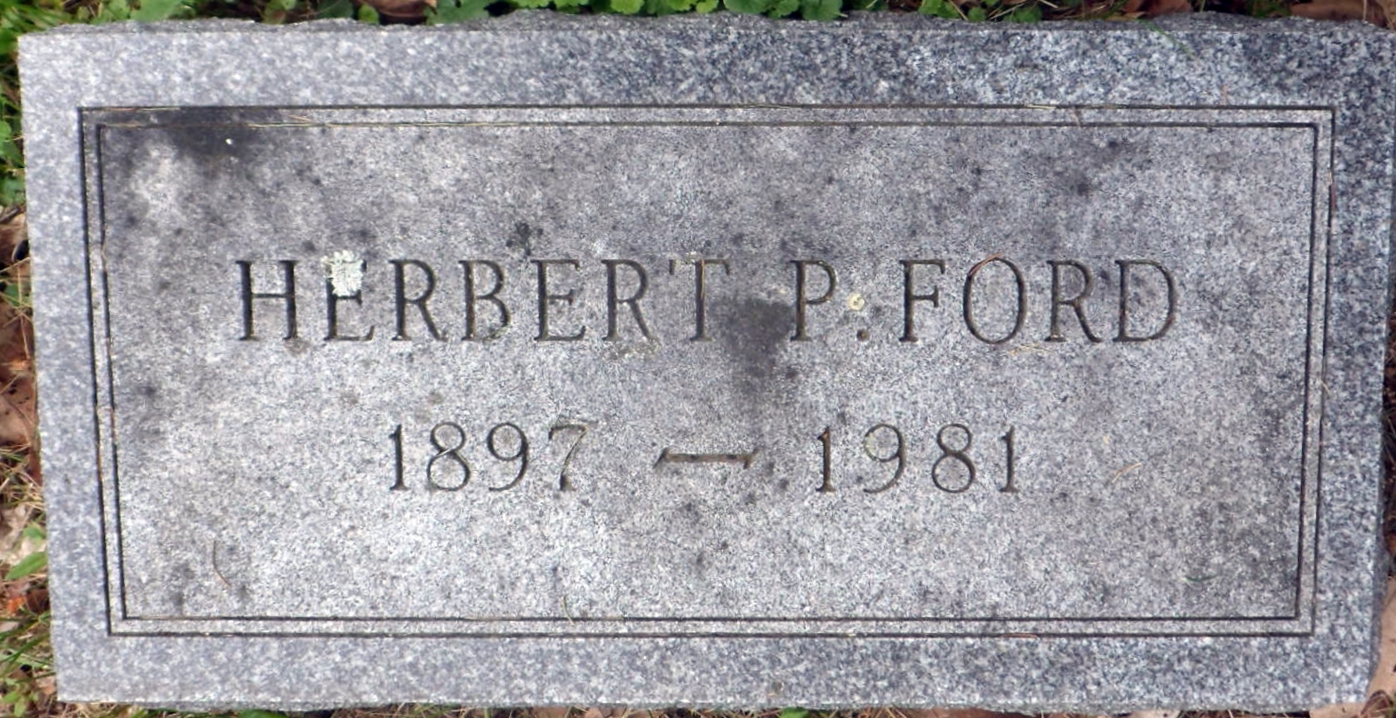 HERBERT P. FORD
1897 — 1981